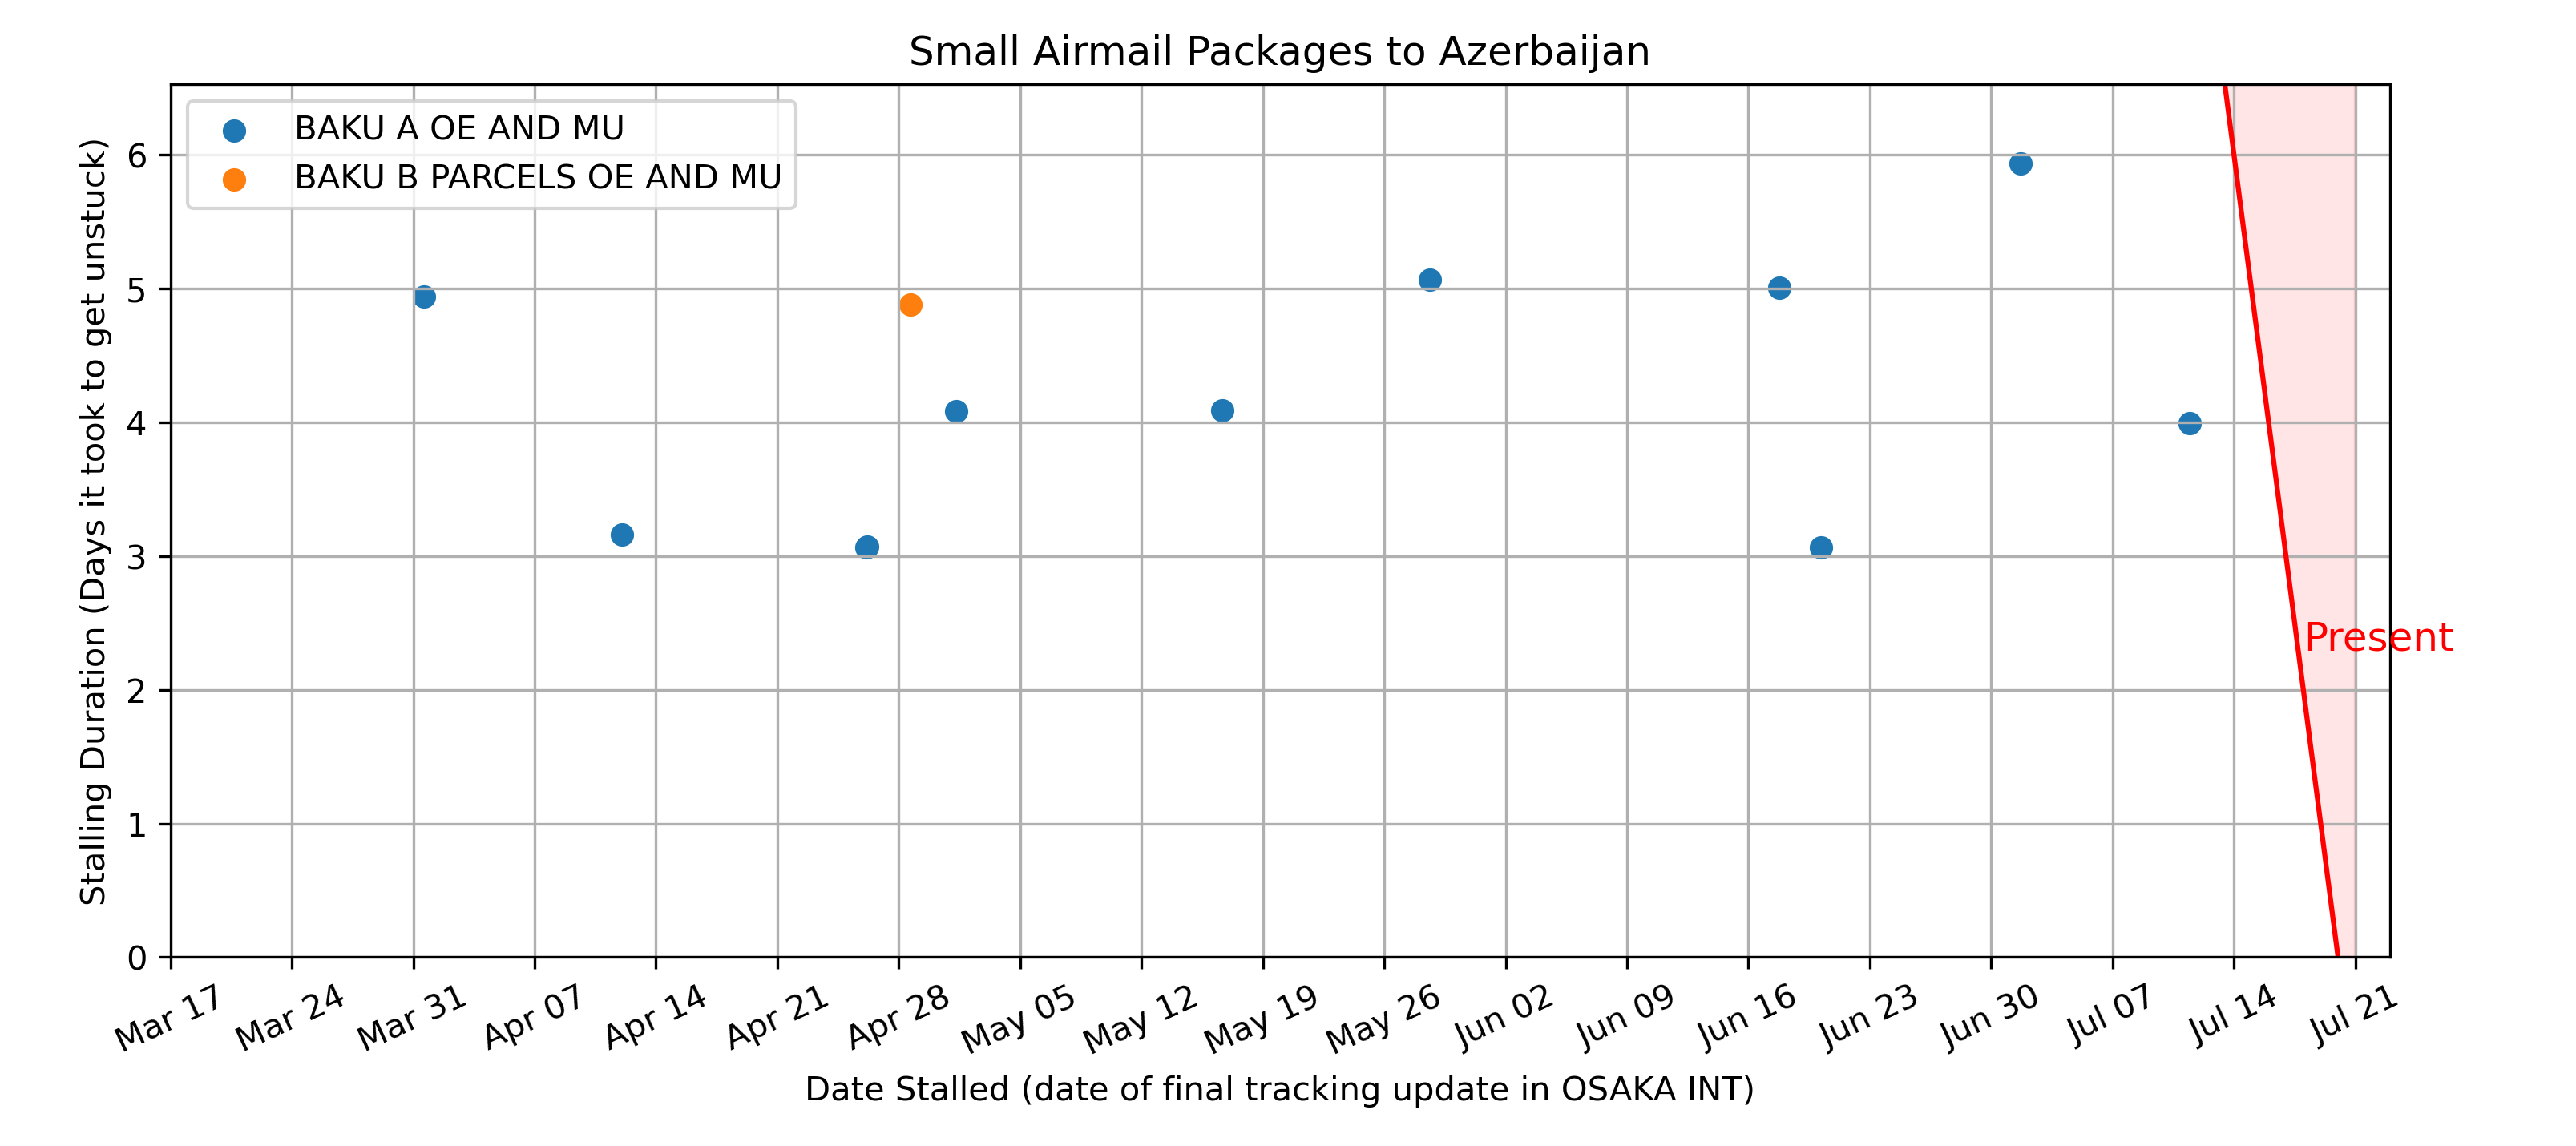 Small Airmail Packages to Azerbaijan
BAKU A OE AND MU
BAKU B PARCELS OE AND MU
Stalling Duration (Days it took to get unstuck)
6
5
4
3
2
1
0
Present
Mar 17
Mar 24
Mar 31
Apr 07
Apr 14
Apr 21
Apr 28
May 05
May 12
May 19
May 26
Jun 02
Jun 09
Jun 16
Jun 23
Jun 30
Jul 07
Jul 14
Jul 21
Date Stalled (date of final tracking update in OSAKA INT)